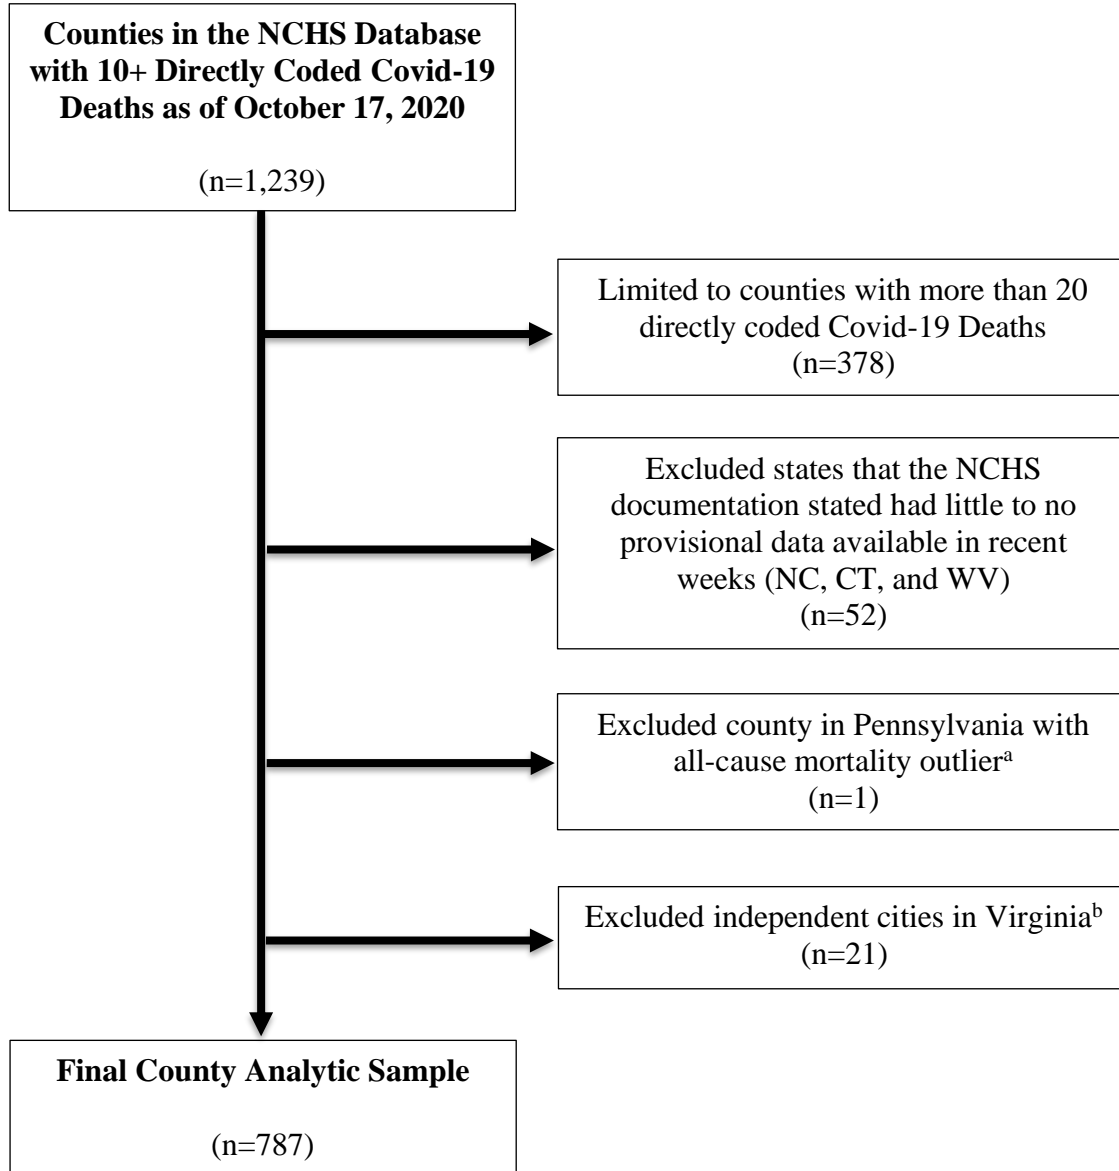 Counties in the NCHS Database
with 10+ Directly Coded Covid-19
Deaths as of October 17, 2020
(n=1,239)
Limited to counties with more than 20
directly coded Covid-19 Deaths
(n=378)
Excluded states that the NCHS
documentation stated had little to no
provisional data available in recent
weeks (NC, CT, and WV)
(n=52)
Excluded county in Pennsylvania with
all-cause mortality outlierᵃ
(n=1)
Excluded independent cities in Virginiaᵇ
(n=21)
Final County Analytic Sample
(n=787)